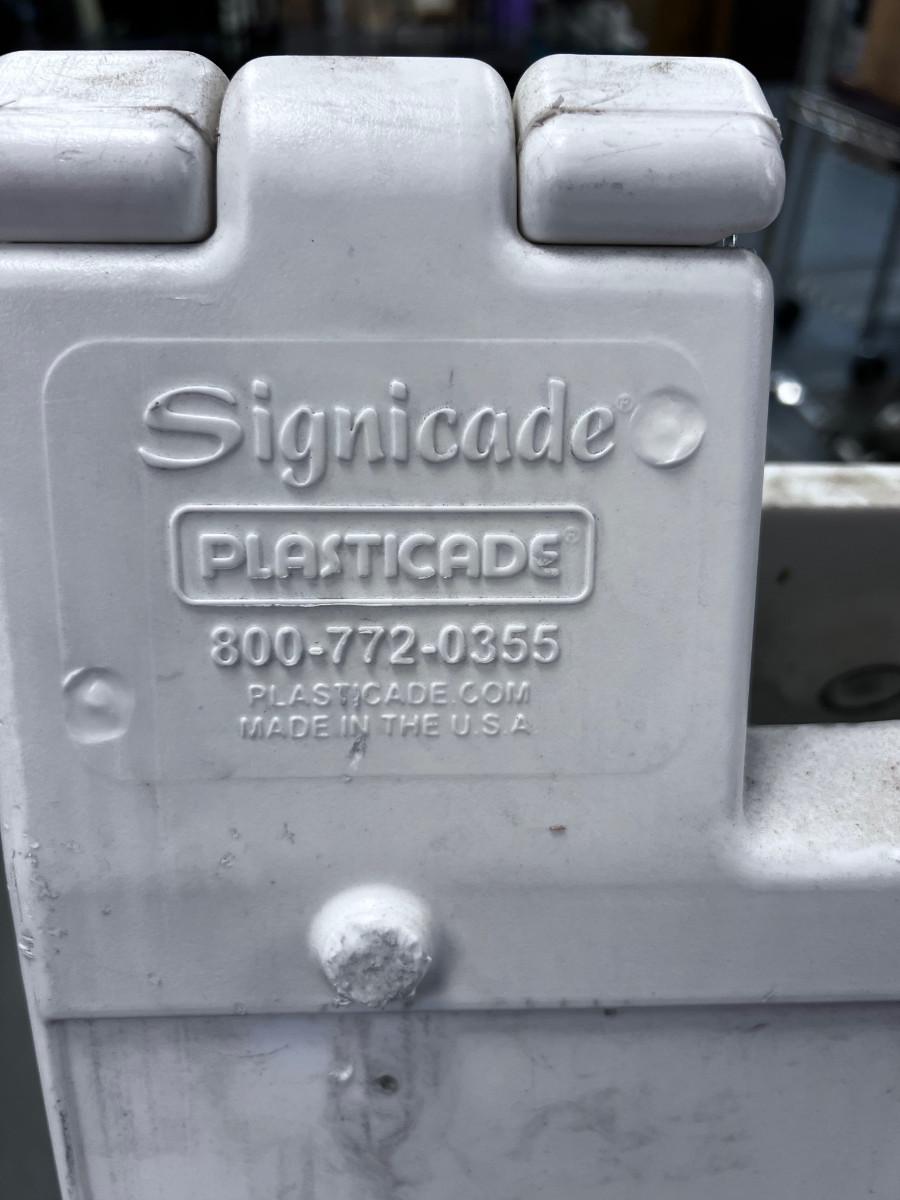 Signicade®
PLASTICADE®
800-772-0355
PLASTICADE.COM
MADE IN THE U.S.A